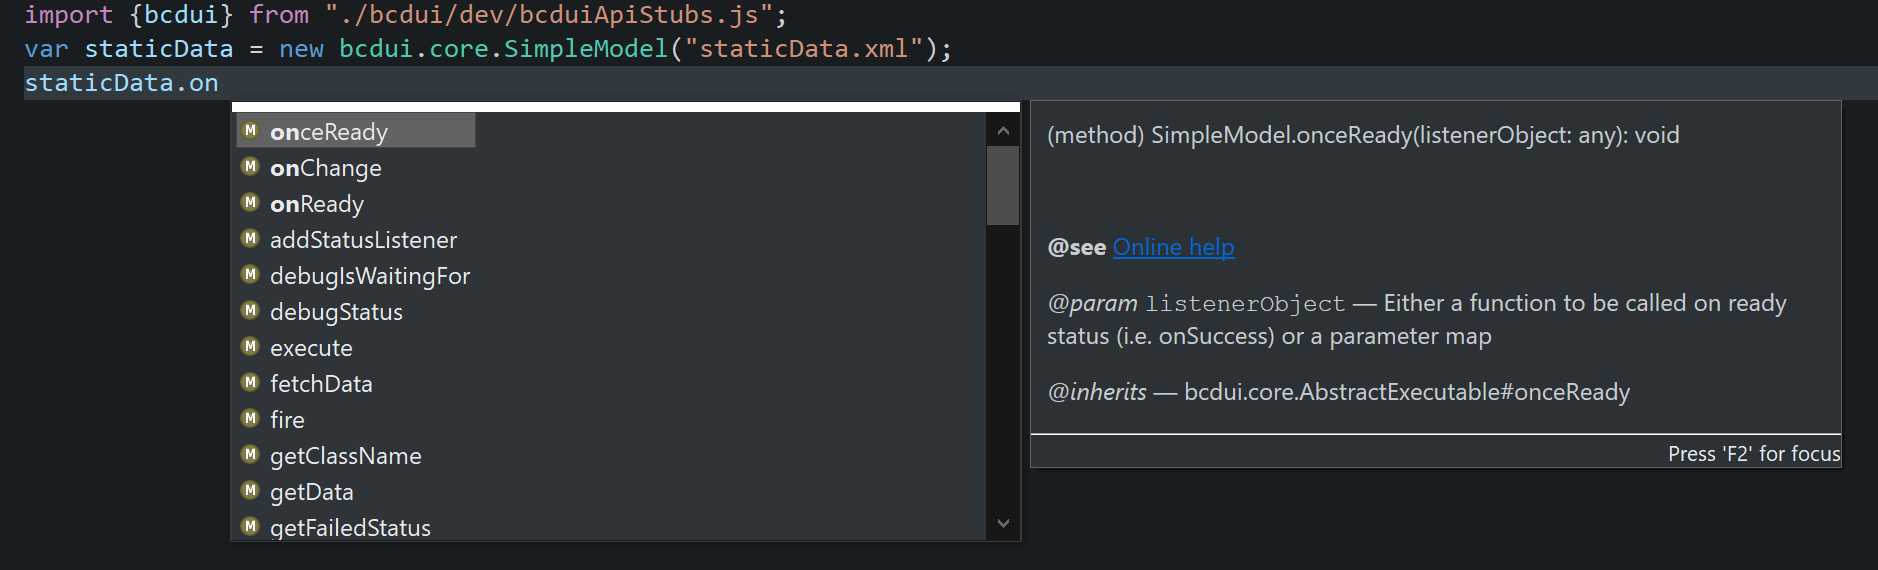 import {bcdui} from "./bcdui/dev/bcduiApiStubs.js";
var staticData = new bcdui.core.SimpleModel("staticData.xml");
staticData.on
M onceReady
M onChange
M onReady
M addStatusListener
M debugIsWaitingFor
M debugStatus
M execute
M fetchData
M fire
M getClassName
M getData
M getFailedStatus
(method) SimpleModel.onceReady(listenerObject: any): void
@see Online help
@param listenerObject — Either a function to be called on ready
status (i.e. onSuccess) or a parameter map
@inherits — bcdui.core.AbstractExecutable#onceReady
Press 'F2' for focus